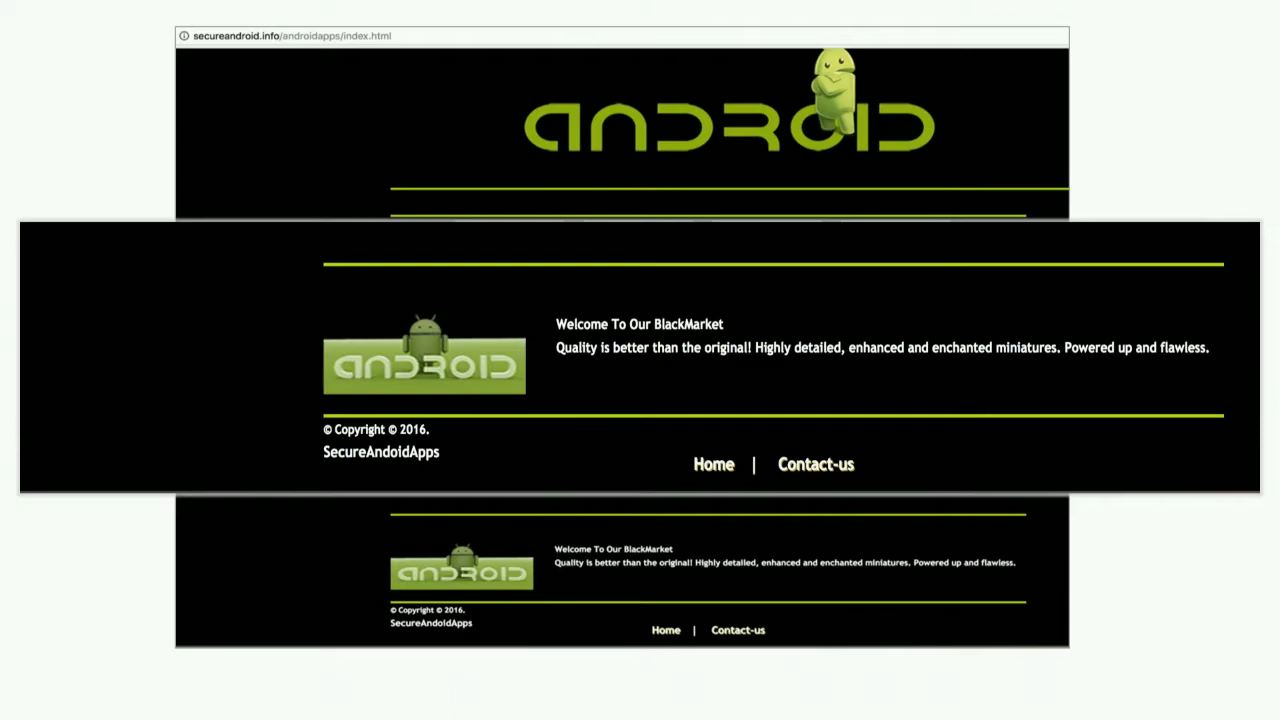 secureandroid.info/androidapps/index.html
ANDROID
ANDROID
Welcome To Our BlackMarket
Quality is better than the original! Highly detailed, enhanced and enchanted miniatures. Powered up and flawless.
© Copyright © 2016.
SecureAndoidApps
Home | Contact-us
ANDROID
Welcome To Our BlackMarket
Quality is better than the original! Highly detailed, enhanced and enchanted miniatures. Powered up and flawless.
© Copyright © 2016.
SecureAndoidApps
Home | Contact-us